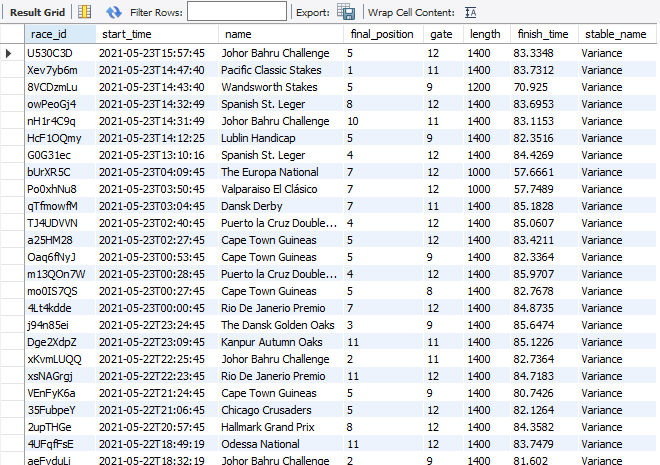 Result Grid Filter Rows: Export: Wrap Cell Content:
race_id start_time name final_position gate length finish_time stable_name
U530C3D 2021-05-23T15:57:45 Johor Bahru Challenge 5 12 1400 83.3348 Variance
Xev7yb6m 2021-05-23T14:47:40 Pacific Classic Stakes 1 11 1400 83.7312 Variance
8VCDzmLu 2021-05-23T14:43:40 Wandsworth Stakes 5 9 1200 70.925 Variance
owPeoGj4 2021-05-23T14:32:49 Spanish St. Leger 8 12 1400 83.6953 Variance
nH1r4C9q 2021-05-23T14:31:49 Johor Bahru Challenge 10 11 1400 83.1153 Variance
HcF1OQmy 2021-05-23T14:12:25 Lublin Handicap 5 9 1400 82.3516 Variance
G0G31ec 2021-05-23T13:10:16 Spanish St. Leger 4 12 1400 84.4269 Variance
bUrXR5C 2021-05-23T04:09:45 The Europa National 7 12 1000 57.6661 Variance
Po0xhNu8 2021-05-23T03:50:45 Valparaiso El Clásico 7 12 1000 57.7489 Variance
qTfmowfM 2021-05-23T03:04:45 Dansk Derby 7 11 1400 85.1828 Variance
TJ4UDVVN 2021-05-23T02:40:45 Puerto la Cruz Double... 4 12 1400 85.0607 Variance
a25HM28 2021-05-23T02:27:45 Cape Town Guineas 5 12 1400 83.4211 Variance
Oaq6fNyJ 2021-05-23T00:53:45 Cape Town Guineas 5 9 1400 82.3364 Variance
m13QOn7W 2021-05-23T00:28:45 Puerto la Cruz Double... 4 12 1400 85.9707 Variance
mo0IS7QS 2021-05-23T00:27:45 Cape Town Guineas 5 8 1400 82.7678 Variance
4Lt4kdde 2021-05-23T00:00:45 Rio De Janerio Premio 7 12 1400 84.8735 Variance
j94n85ei 2021-05-22T23:24:45 The Dansk Golden Oaks 3 9 1400 85.6474 Variance
Dge2XdpZ 2021-05-22T23:09:45 Kanpur Autumn Oaks 11 11 1400 85.1226 Variance
xKvmLUQQ 2021-05-22T22:25:45 Johor Bahru Challenge 2 11 1400 82.7364 Variance
xsNAGrgj 2021-05-22T22:23:45 Rio De Janerio Premio 11 12 1400 84.7183 Variance
VEnFyK6a 2021-05-22T21:24:45 Cape Town Guineas 5 9 1400 80.7426 Variance
35FubpeY 2021-05-22T21:06:45 Chicago Crusaders 5 12 1400 82.1264 Variance
2upTHGe 2021-05-22T20:57:45 Hallmark Grand Prix 8 12 1400 84.3582 Variance
4UFqfFsE 2021-05-22T18:49:19 Odessa National 11 12 1400 83.7479 Variance
aeFvduLi 2021-05-22T18:32:19 Johor Bahru Challenge 2 9 1400 81.602 Variance